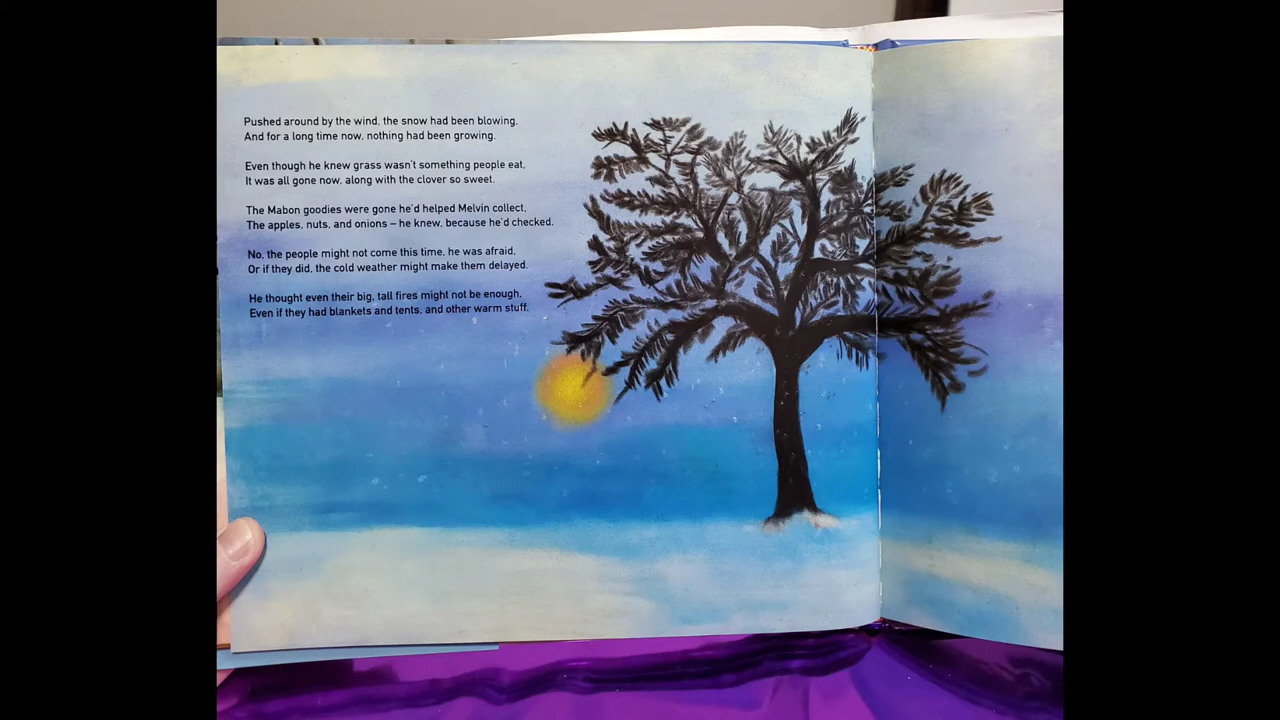 Pushed around by the wind, the snow had been blowing,
And for a long time now, nothing had been growing.
Even though he knew grass wasn't something people eat,
It was all gone now, along with the clover so sweet.
The Mabon goodies were gone he'd helped Melvin collect,
The apples, nuts, and onions – he knew, because he'd checked.
No, the people might not come this time, he was afraid,
Or if they did, the cold weather might make them delayed.
He thought even their big, tall fires might not be enough,
Even if they had blankets and tents, and other warm stuff.